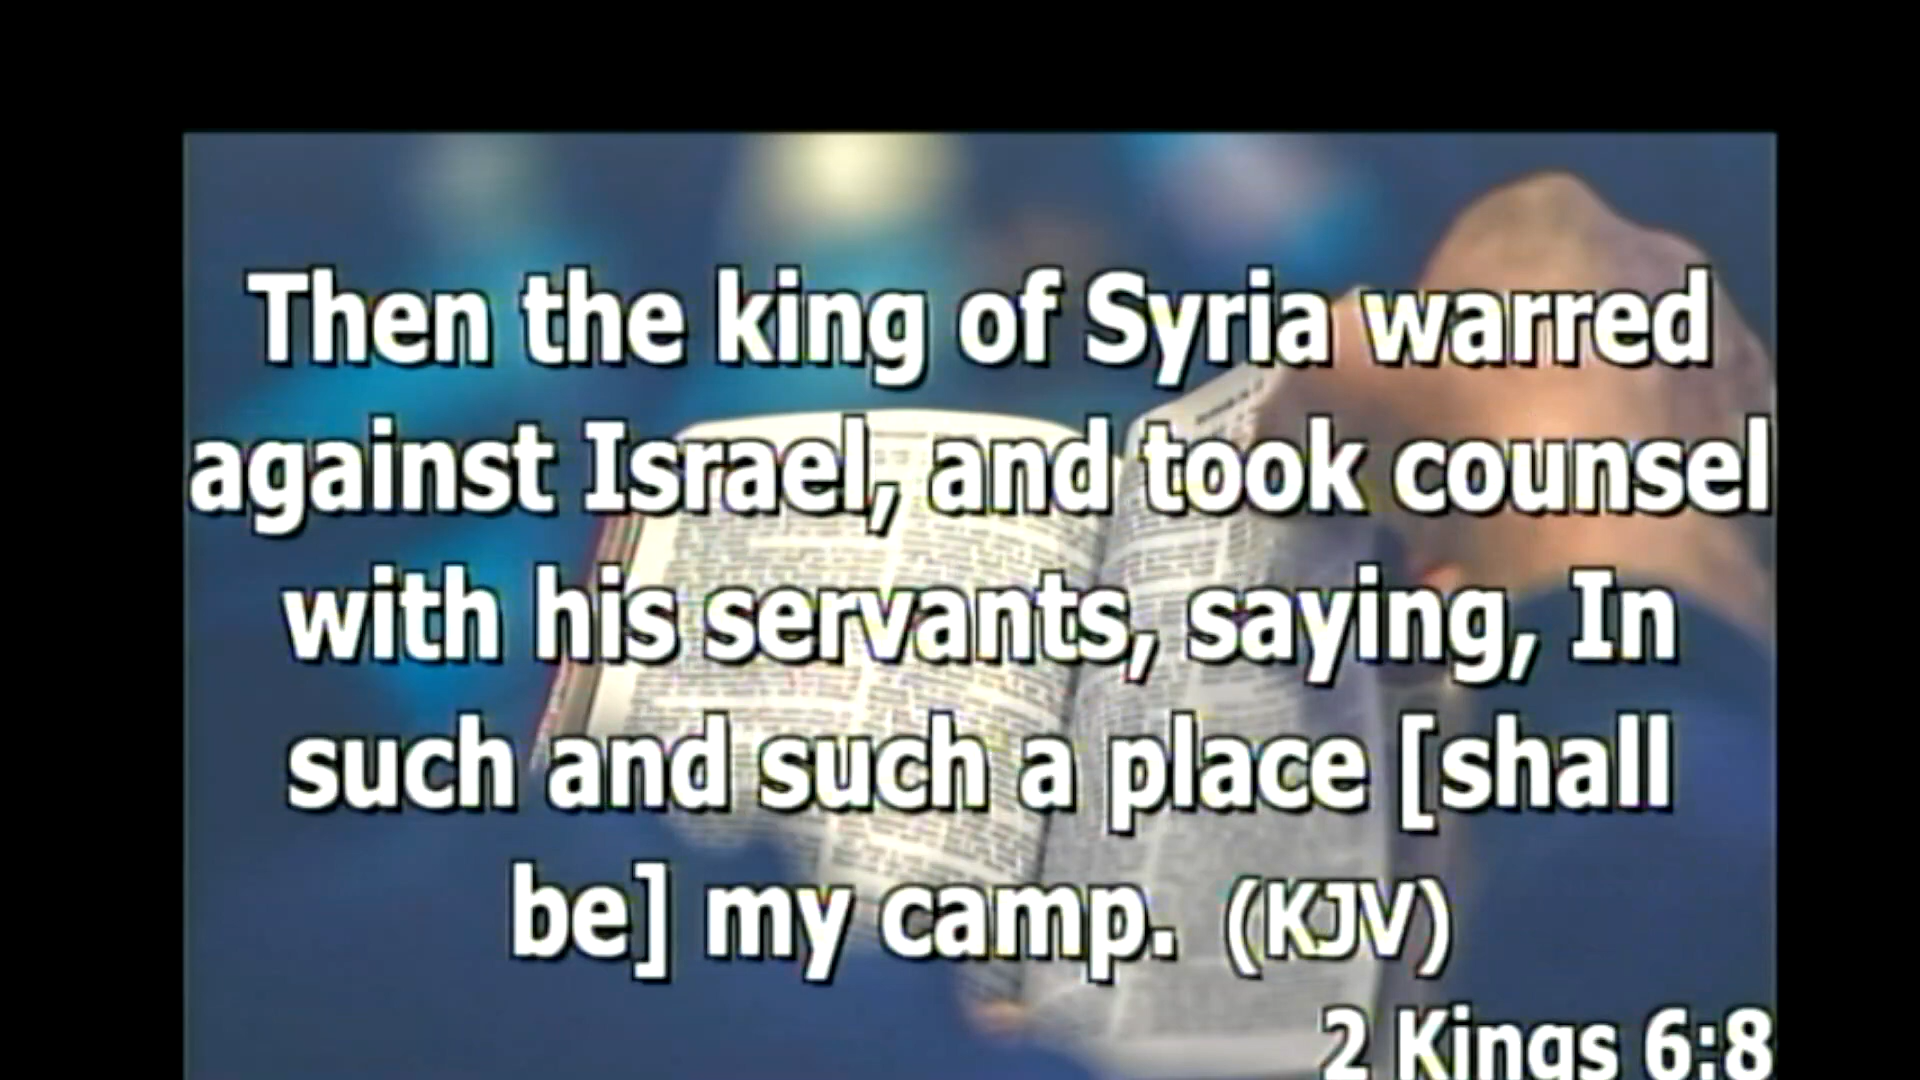 Then the king of Syria warred
against Israel, and took counsel
with his servants, saying, In
such and such a place [shall
be] my camp. (KJV)
2 Kings 6:8